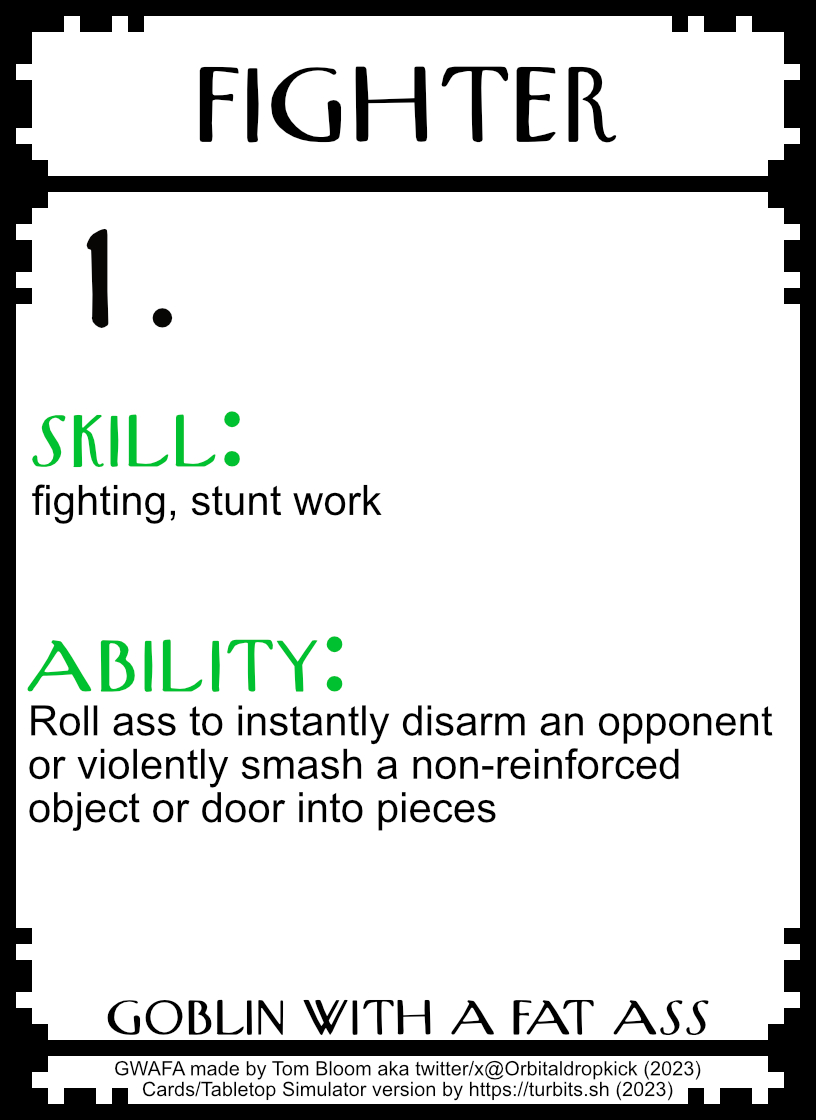 FIGHTER
1.
SKILL:
fighting, stunt work
ABILITY:
Roll ass to instantly disarm an opponent
or violently smash a non-reinforced
object or door into pieces
GOBLIN WITH A FAT ASS
GWAFA made by Tom Bloom aka twitter/x@Orbitaldropkick (2023)
Cards/Tabletop Simulator version by https://turbits.sh (2023)